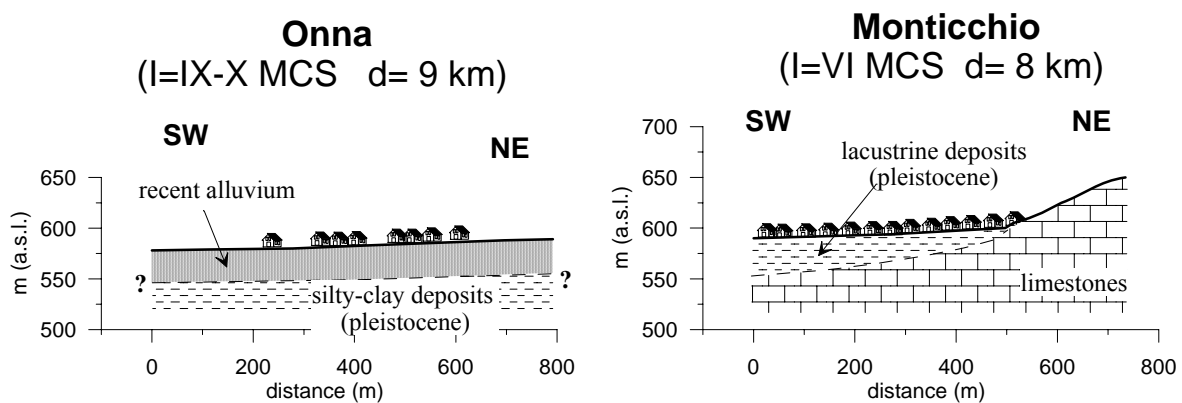 Onna
(I=IX-X MCS d= 9 km)
SW
NE
650
600
550
500
m (a.s.l.)
recent alluvium
?
?
silty-clay deposits
(pleistocene)
0
200
400
600
800
distance (m)
Monticchio
(I=VI MCS d= 8 km)
SW
NE
700
650
600
550
500
m (a.s.l.)
lacustrine deposits
(pleistocene)
limestones
0
200
400
600
800
distance (m)